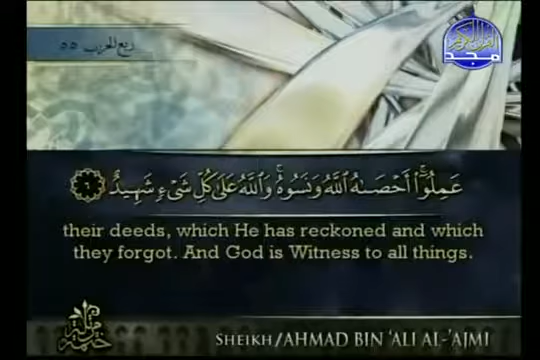 ربع الحزب ٥٥
المجد
عَمِلُوٓا۟ ۚ أَحْصَىٰهُ ٱللَّهُ وَنَسُوهُ ۚ وَٱللَّهُ عَلَىٰ كُلِّ شَىْءٍ شَهِيدٌ ٦
their deeds, which He has reckoned and which
they forgot. And God is Witness to all things.
SHEIKH/AHMAD BIN 'ALI AL-'AJMI